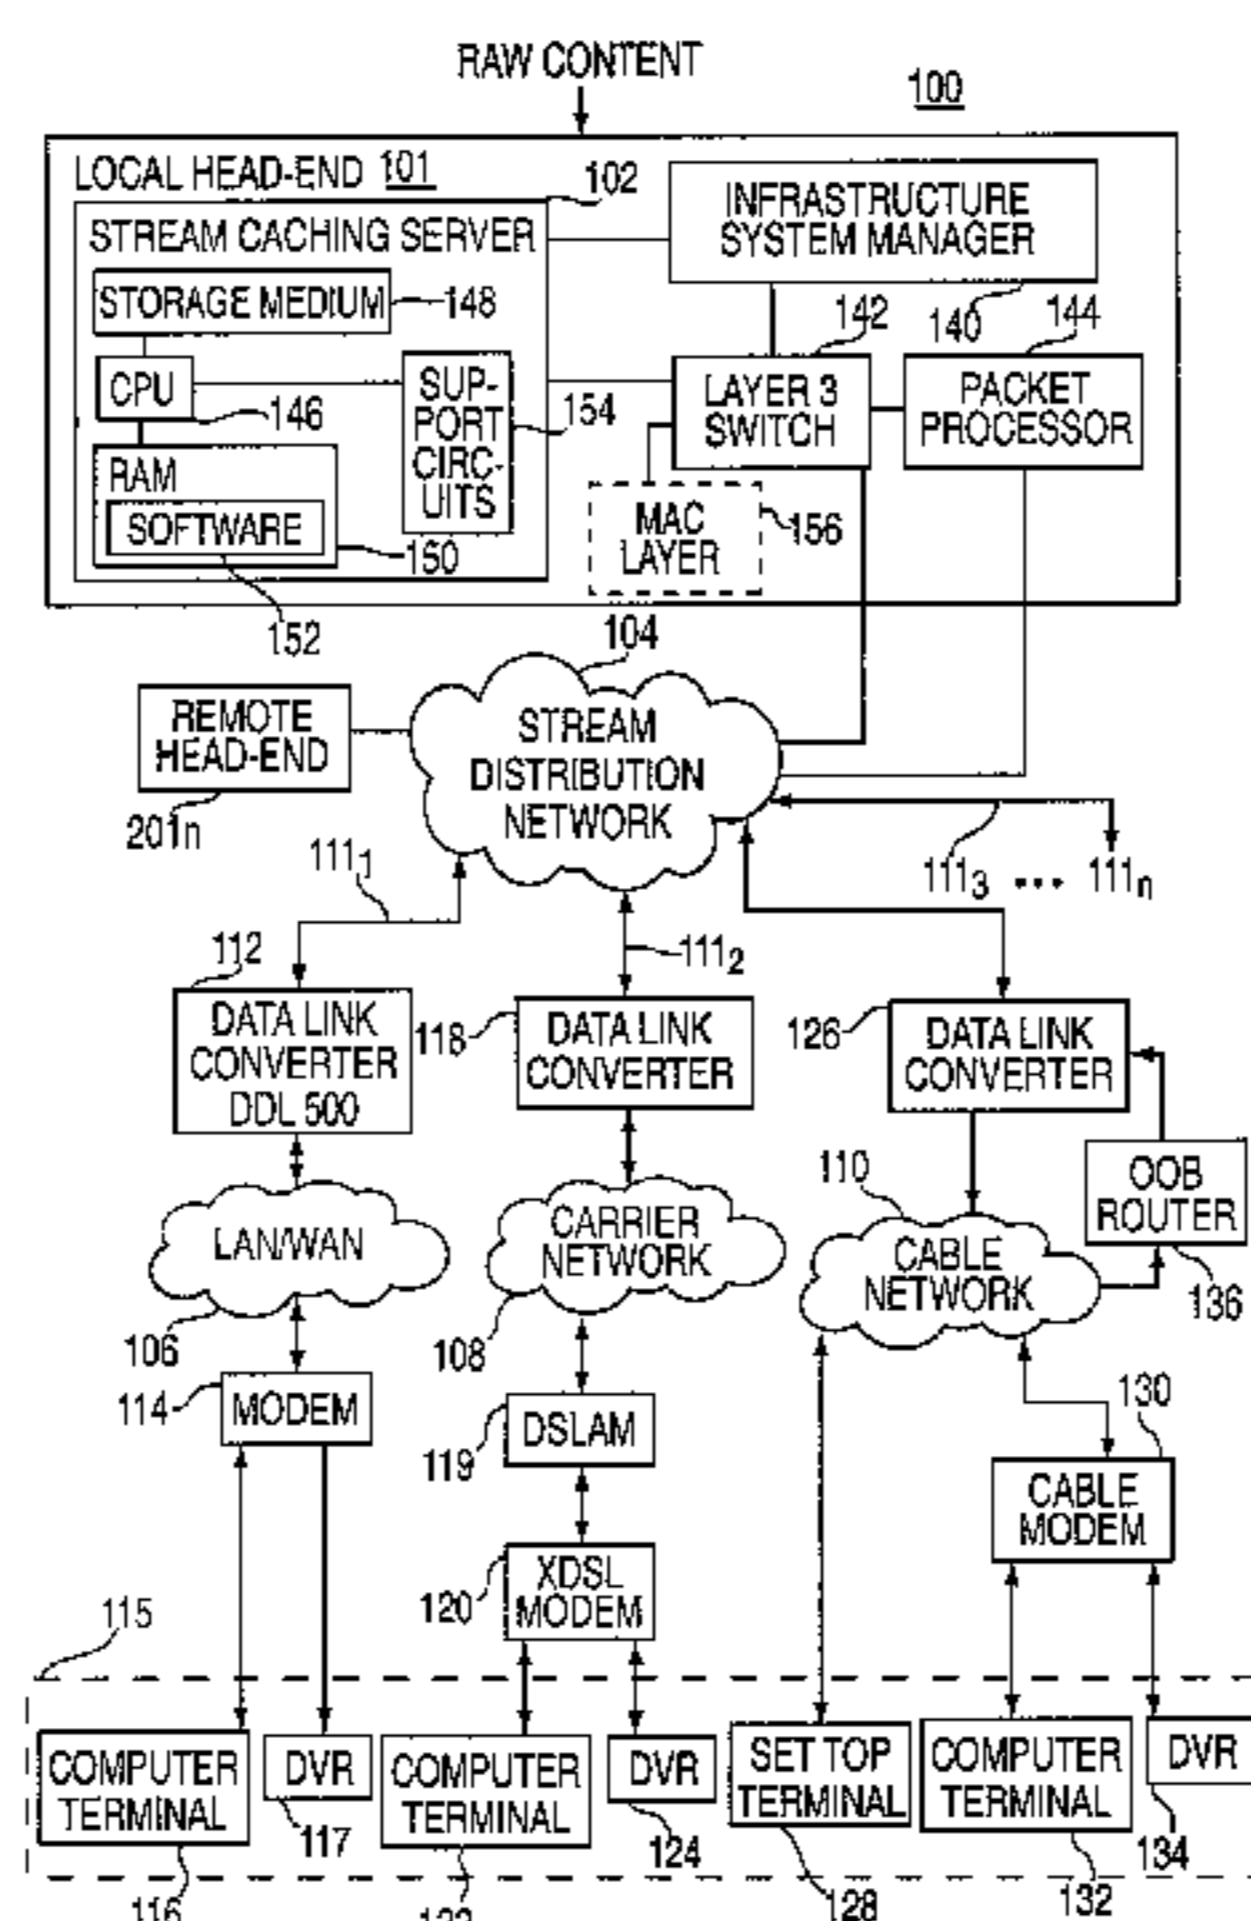 RAW CONTENT
100
LOCAL HEAD-END 101
102
STREAM CACHING SERVER
INFRASTRUCTURE
SYSTEM MANAGER
STORAGE MEDIUM
148
142
140
144
CPU
146
SUP-
PORT
CIRC-
UITS
154
LAYER 3
SWITCH
PACKET
PROCESSOR
RAM
SOFTWARE
150
152
MAC
LAYER
156
104
REMOTE
HEAD-END
201n
STREAM
DISTRIBUTION
NETWORK
111₁
111₃ ••• 111ₙ
112
111₂
DATA LINK
CONVERTER
DDL 500
118
DATA LINK
CONVERTER
126
DATA LINK
CONVERTER
110
OOB
ROUTER
136
LAN/WAN
106
CARRIER
NETWORK
108
CABLE
NETWORK
114
MODEM
119
DSLAM
130
CABLE
MODEM
120
XDSL
MODEM
115
COMPUTER
TERMINAL
116
DVR
117
COMPUTER
TERMINAL
DVR
124
SET TOP
TERMINAL
128
COMPUTER
TERMINAL
132
DVR
134